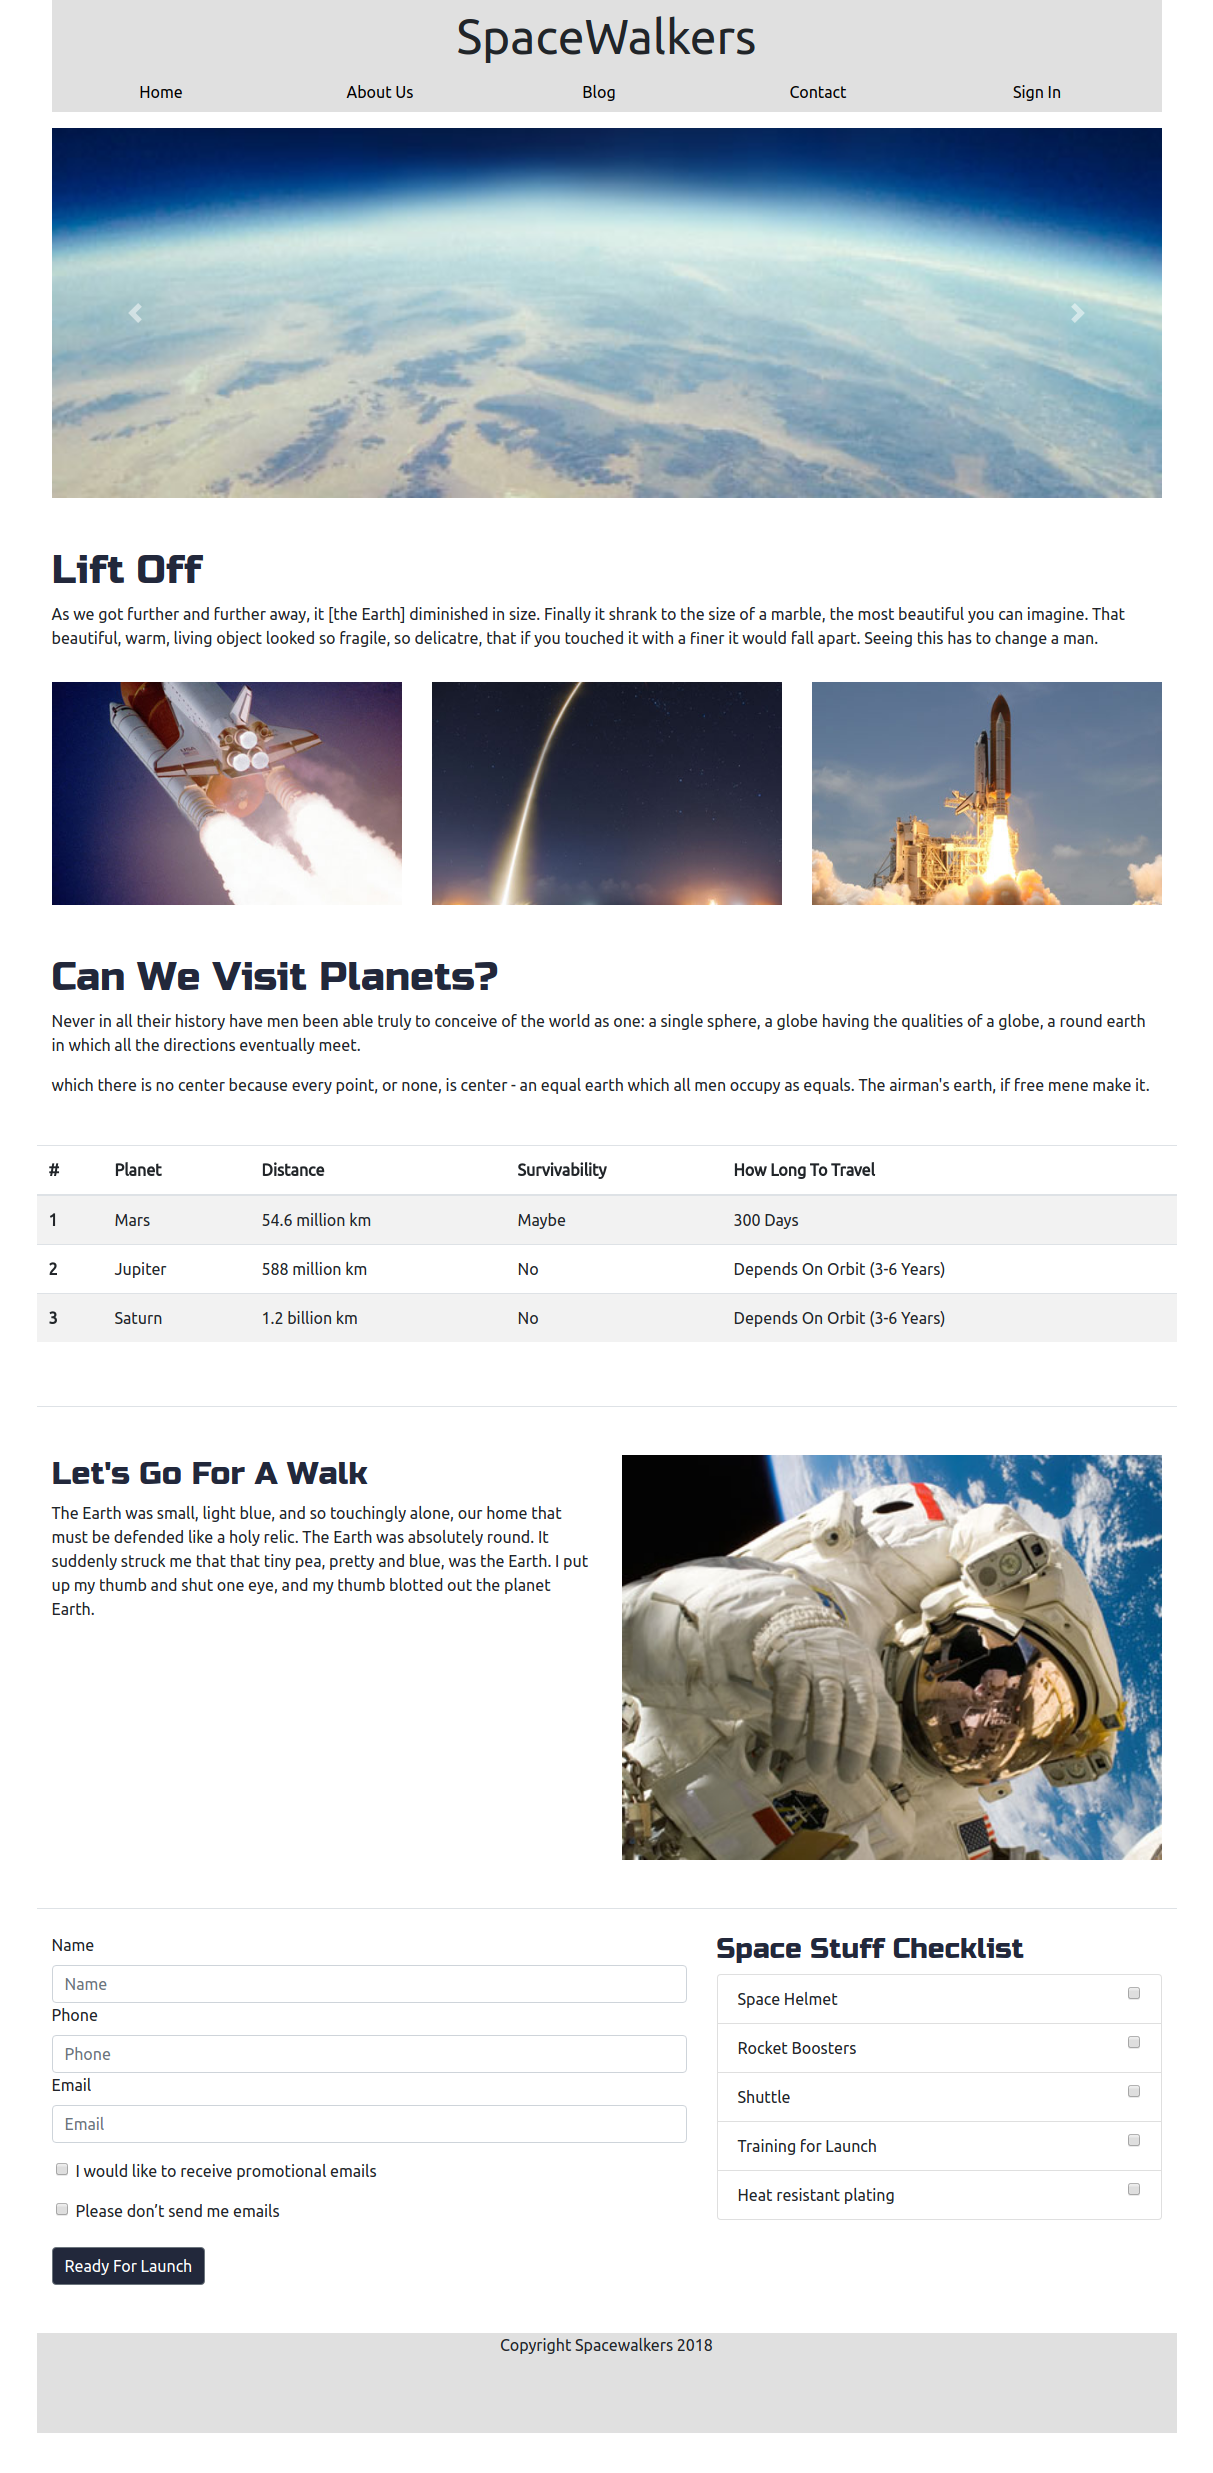 SpaceWalkers
Home About Us Blog Contact Sign In
Lift Off
As we got further and further away, it [the Earth] diminished in size. Finally it shrank to the size of a marble, the most beautiful you can imagine. That
beautiful, warm, living object looked so fragile, so delicatre, that if you touched it with a finer it would fall apart. Seeing this has to change a man.
Can We Visit Planets?
Never in all their history have men been able truly to conceive of the world as one: a single sphere, a globe having the qualities of a globe, a round earth
in which all the directions eventually meet.
which there is no center because every point, or none, is center - an equal earth which all men occupy as equals. The airman's earth, if free mene make it.
# Planet Distance Survivability How Long To Travel
1 Mars 54.6 million km Maybe 300 Days
2 Jupiter 588 million km No Depends On Orbit (3-6 Years)
3 Saturn 1.2 billion km No Depends On Orbit (3-6 Years)
Let's Go For A Walk
The Earth was small, light blue, and so touchingly alone, our home that
must be defended like a holy relic. The Earth was absolutely round. It
suddenly struck me that that tiny pea, pretty and blue, was the Earth. I put
up my thumb and shut one eye, and my thumb blotted out the planet
Earth.
Name
Name
Phone
Phone
Email
Email
I would like to receive promotional emails
Please don’t send me emails
Ready For Launch
Space Stuff Checklist
Space Helmet
Rocket Boosters
Shuttle
Training for Launch
Heat resistant plating
Copyright Spacewalkers 2018